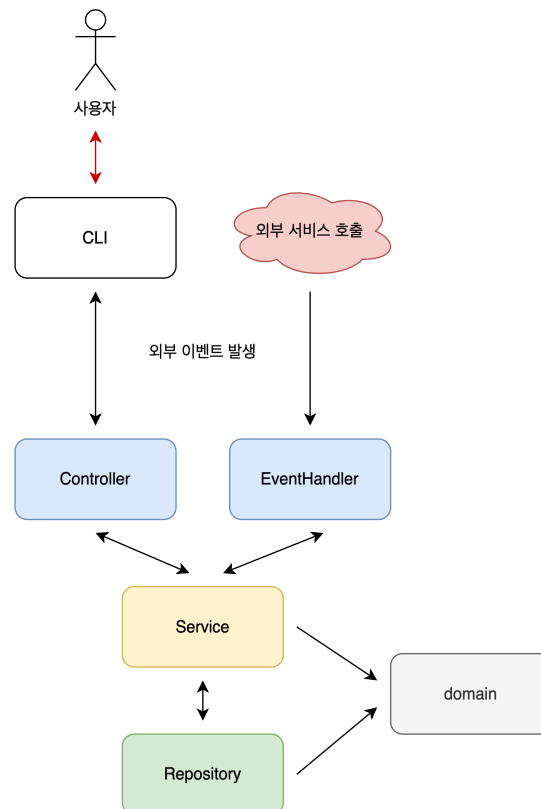 사용자
CLI
외부 서비스 호출
외부 이벤트 발생
Controller
EventHandler
Service
domain
Repository